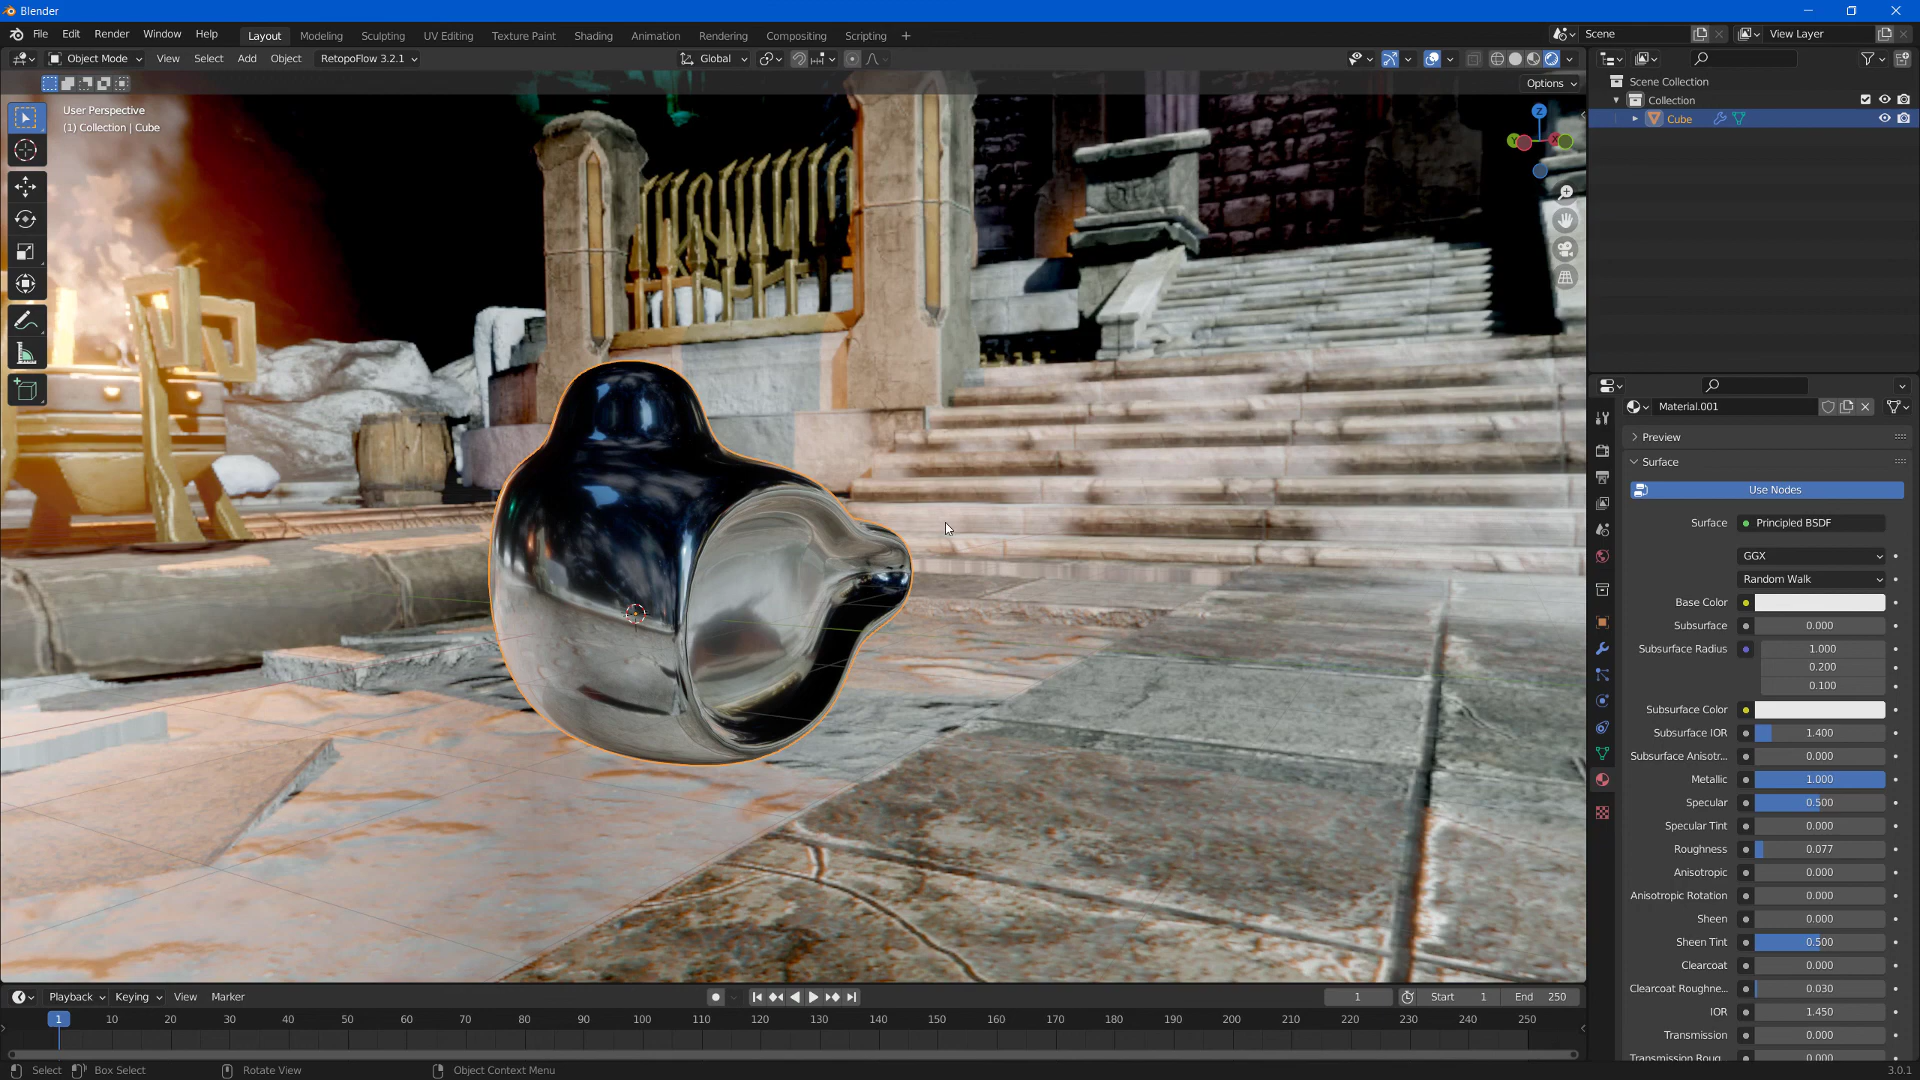 Blender
File Edit Render Window Help Layout Modeling Sculpting UV Editing Texture Paint Shading Animation Rendering Compositing Scripting + Scene View Layer
Object Mode View Select Add Object RetopoFlow 3.2.1 Global
Options
User Perspective
(1) Collection | Cube
Z
Y
Scene Collection
Collection
Cube
Material.001
Preview
Surface
Use Nodes
Surface Principled BSDF
GGX
Random Walk
Base Color
Subsurface 0.000
Subsurface Radius 1.000
0.200
0.100
Subsurface Color
Subsurface IOR 1.400
Subsurface Anisotr... 0.000
Metallic 1.000
Specular 0.500
Specular Tint 0.000
Roughness 0.077
Anisotropic 0.000
Anisotropic Rotation 0.000
Sheen 0.000
Sheen Tint 0.500
Clearcoat 0.000
Clearcoat Roughne... 0.030
IOR 1.450
Transmission 0.000
Transmission Roug... 0.000
Playback Keying View Marker 1 Start 1 End 250
1 10 20 30 40 50 60 70 80 90 100 110 120 130 140 150 160 170 180 190 200 210 220 230 240 250
Select Box Select Rotate View Object Context Menu 3.0.1